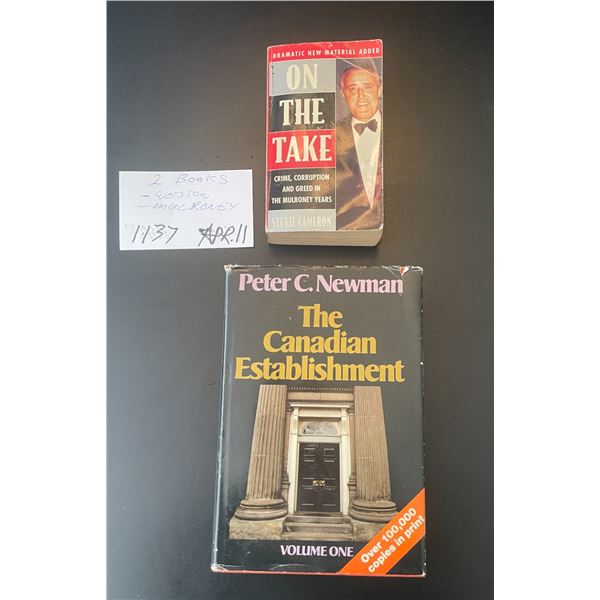 DRAMATIC NEW MATERIAL ADDED
ON
THE
TAKE
CRIME, CORRUPTION
AND GREED IN
THE MULRONEY YEARS
STEVIE CAMERON
2 BOOKS
- WESTON
- MULRONEY
1137 APR.11
Peter C. Newman
The
Canadian
Establishment
VOLUME ONE
Over 100,000
copies in print